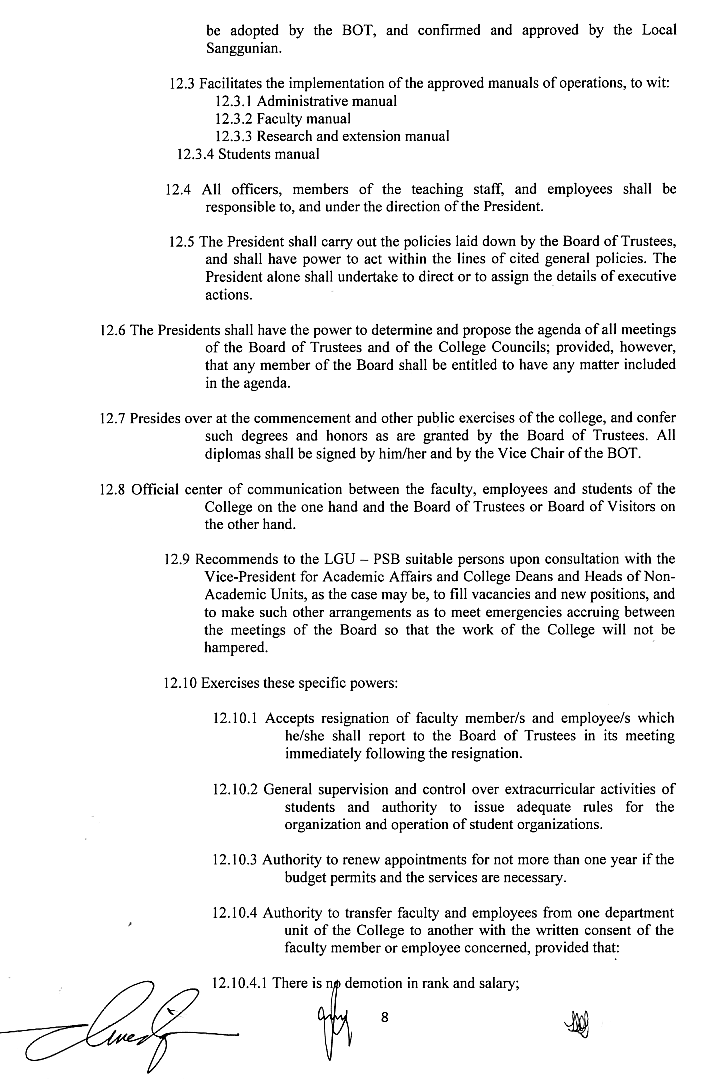 be adopted by the BOT, and confirmed and approved by the Local
Sanggunian.
12.3 Facilitates the implementation of the approved manuals of operations, to wit:
12.3.1 Administrative manual
12.3.2 Faculty manual
12.3.3 Research and extension manual
12.3.4 Students manual
12.4 All officers, members of the teaching staff, and employees shall be
responsible to, and under the direction of the President.
12.5 The President shall carry out the policies laid down by the Board of Trustees,
and shall have power to act within the lines of cited general policies. The
President alone shall undertake to direct or to assign the details of executive
actions.
12.6 The Presidents shall have the power to determine and propose the agenda of all meetings
of the Board of Trustees and of the College Councils; provided, however,
that any member of the Board shall be entitled to have any matter included
in the agenda.
12.7 Presides over at the commencement and other public exercises of the college, and confer
such degrees and honors as are granted by the Board of Trustees. All
diplomas shall be signed by him/her and by the Vice Chair of the BOT.
12.8 Official center of communication between the faculty, employees and students of the
College on the one hand and the Board of Trustees or Board of Visitors on
the other hand.
12.9 Recommends to the LGU – PSB suitable persons upon consultation with the
Vice-President for Academic Affairs and College Deans and Heads of Non-
Academic Units, as the case may be, to fill vacancies and new positions, and
to make such other arrangements as to meet emergencies accruing between
the meetings of the Board so that the work of the College will not be
hampered.
12.10 Exercises these specific powers:
12.10.1 Accepts resignation of faculty member/s and employee/s which
he/she shall report to the Board of Trustees in its meeting
immediately following the resignation.
12.10.2 General supervision and control over extracurricular activities of
students and authority to issue adequate rules for the
organization and operation of student organizations.
12.10.3 Authority to renew appointments for not more than one year if the
budget permits and the services are necessary.
12.10.4 Authority to transfer faculty and employees from one department
unit of the College to another with the written consent of the
faculty member or employee concerned, provided that:
12.10.4.1 There is no demotion in rank and salary;
8